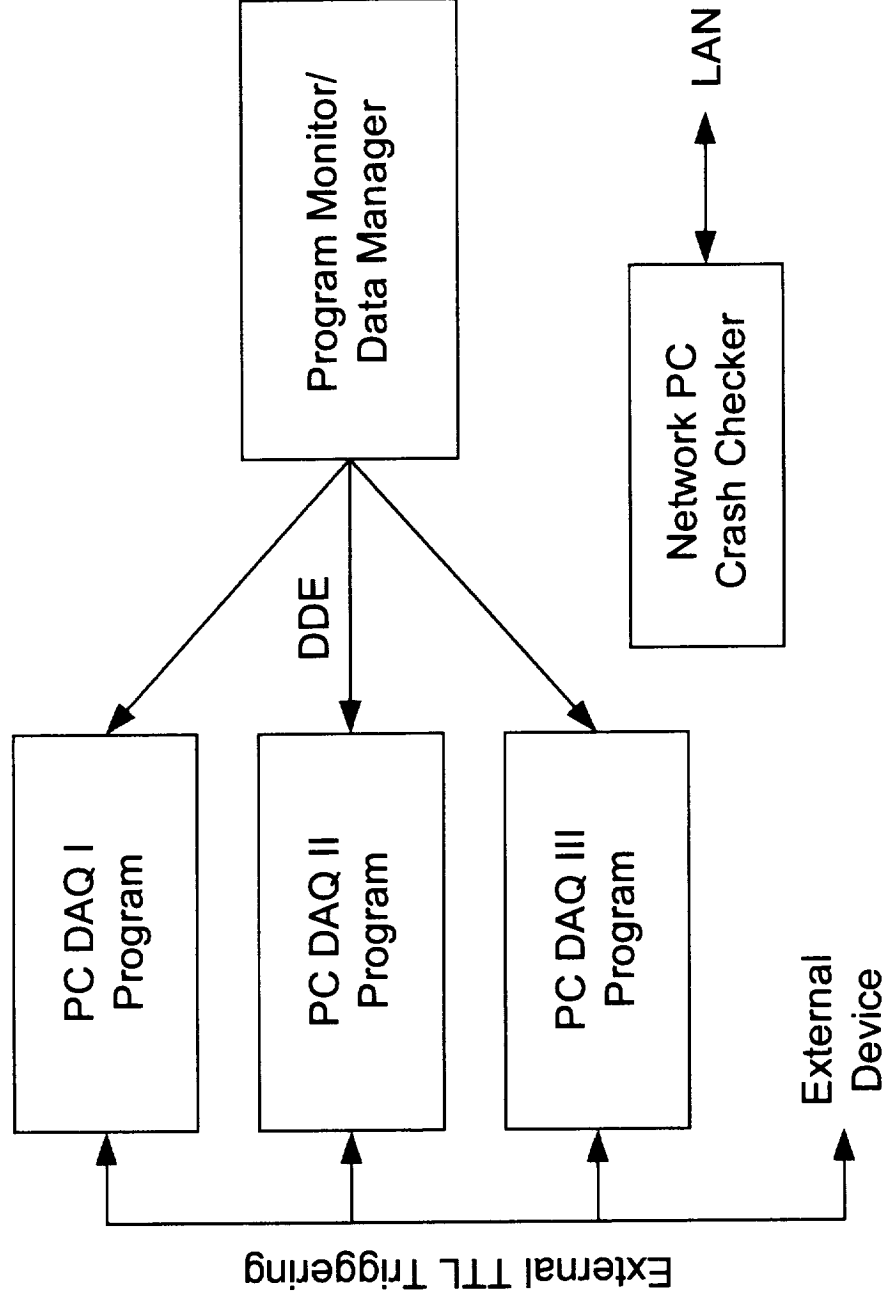 External TTL Triggering
PC DAQ I
Program
PC DAQ II
Program
PC DAQ III
Program
External
Device
DDE
Program Monitor/
Data Manager
Network PC
Crash Checker
LAN